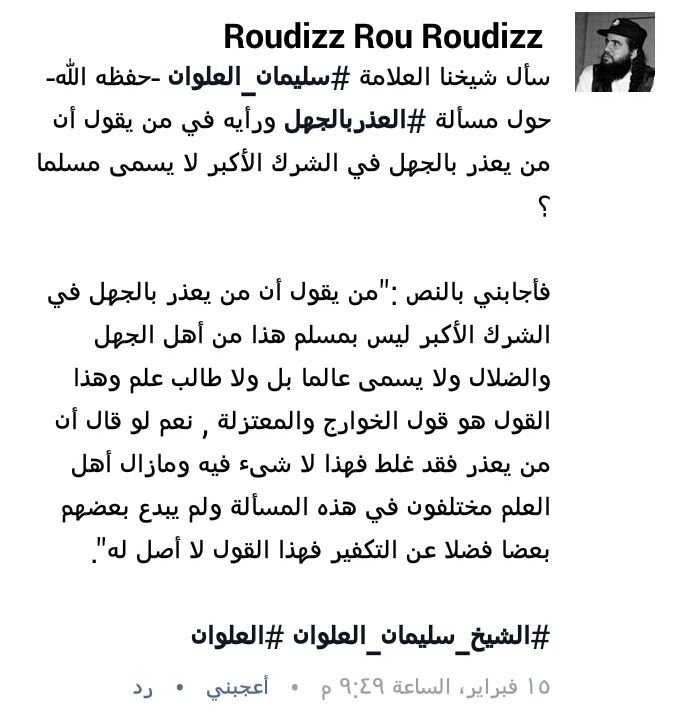 Roudizz Rou Roudizz
سأل شيخنا العلامة #سليمان_العلوان -حفظه الله-
حول مسألة #العذربالجهل ورأيه في من يقول أن
من يعذر بالجهل في الشرك الأكبر لا يسمى مسلما
؟
فأجابني بالنص :"من يقول أن من يعذر بالجهل في
الشرك الأكبر ليس بمسلم هذا من أهل الجهل
والضلال ولا يسمى عالما بل ولا طالب علم وهذا
القول هو قول الخوارج والمعتزلة , نعم لو قال أن
من يعذر فقد غلط فهذا لا شىء فيه ومازال أهل
العلم مختلفون في هذه المسألة ولم يبدع بعضهم
بعضا فضلا عن التكفير فهذا القول لا أصل له".
#الشيخ_سليمان_العلوان #العلوان
١٥ فبراير، الساعة ٩:٤٩ م • أعجبني • رد